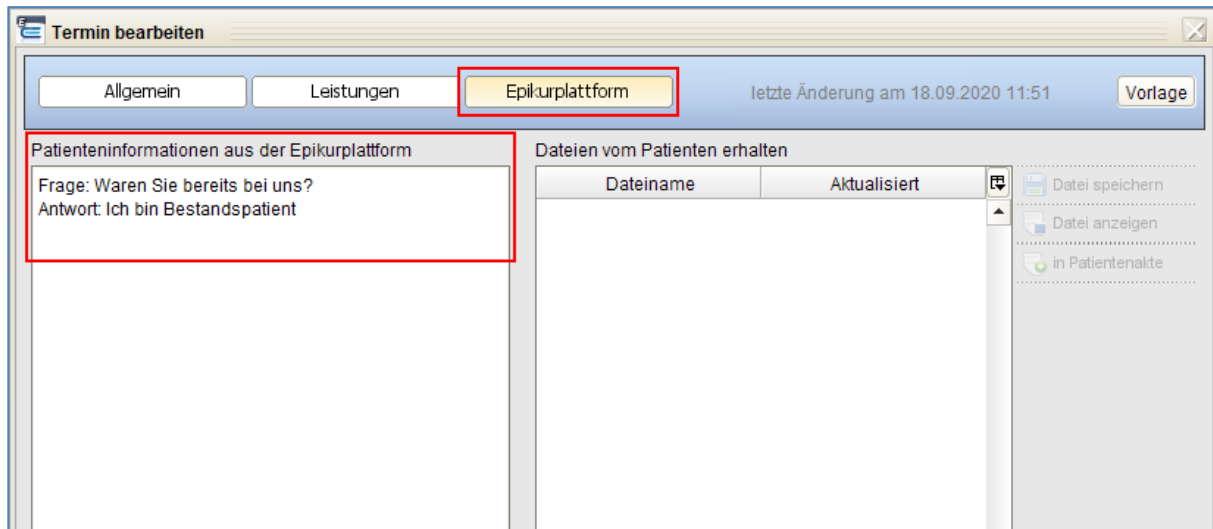 Termin bearbeiten
Allgemein Leistungen Epikurplattform letzte Änderung am 18.09.2020 11:51 Vorlage
Patienteninformationen aus der Epikurplattform
Frage: Waren Sie bereits bei uns?
Antwort: Ich bin Bestandspatient
Dateien vom Patienten erhalten
Dateiname Aktualisiert
Datei speichern
Datei anzeigen
in Patientenakte